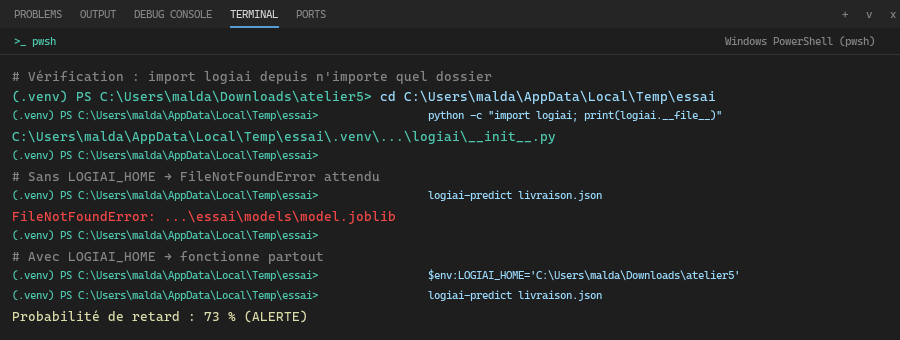 PROBLEMS OUTPUT DEBUG CONSOLE TERMINAL PORTS + v x
>_ pwsh Windows PowerShell (pwsh)
# Vérification : import logiai depuis n'importe quel dossier
(.venv) PS C:\Users\malda\Downloads\atelier5> cd C:\Users\malda\AppData\Local\Temp\essai
(.venv) PS C:\Users\malda\AppData\Local\Temp\essai> python -c "import logiai; print(logiai.__file__)"
C:\Users\malda\AppData\Local\Temp\essai\.venv\...\logiai\__init__.py
(.venv) PS C:\Users\malda\AppData\Local\Temp\essai>
# Sans LOGIAI_HOME → FileNotFoundError attendu
(.venv) PS C:\Users\malda\AppData\Local\Temp\essai> logiai-predict livraison.json
FileNotFoundError: ...\essai\models\model.joblib
(.venv) PS C:\Users\malda\AppData\Local\Temp\essai>
# Avec LOGIAI_HOME → fonctionne partout
(.venv) PS C:\Users\malda\AppData\Local\Temp\essai> $env:LOGIAI_HOME='C:\Users\malda\Downloads\atelier5'
(.venv) PS C:\Users\malda\AppData\Local\Temp\essai> logiai-predict livraison.json
Probabilité de retard : 73 % (ALERTE)